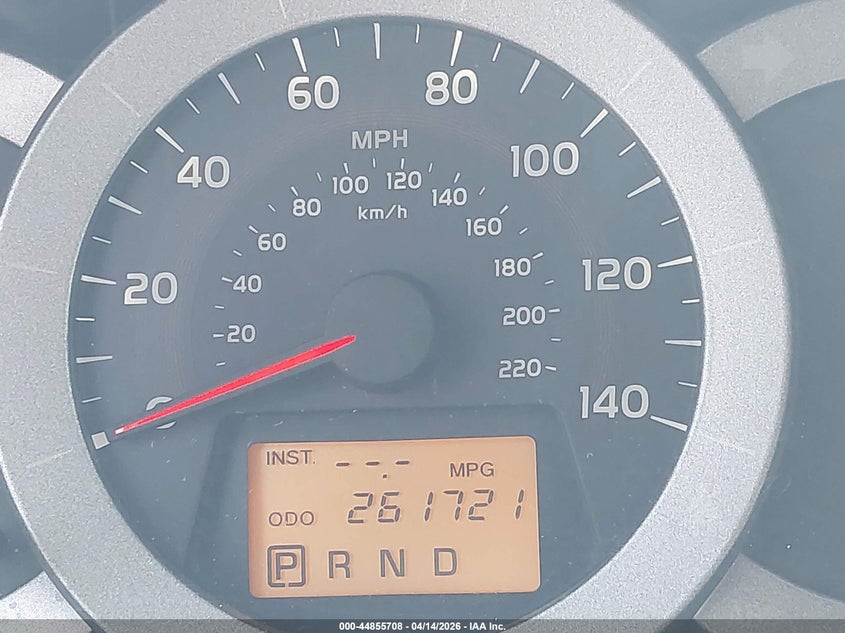 60 80
MPH
40 100
100 120
80 140
km/h
60 160
20 40 180 120
20 200
220
0 140
INST. --.- MPG
ODO 261721
P R N D
000-44855708 - 04/14/2026 - IAA Inc.